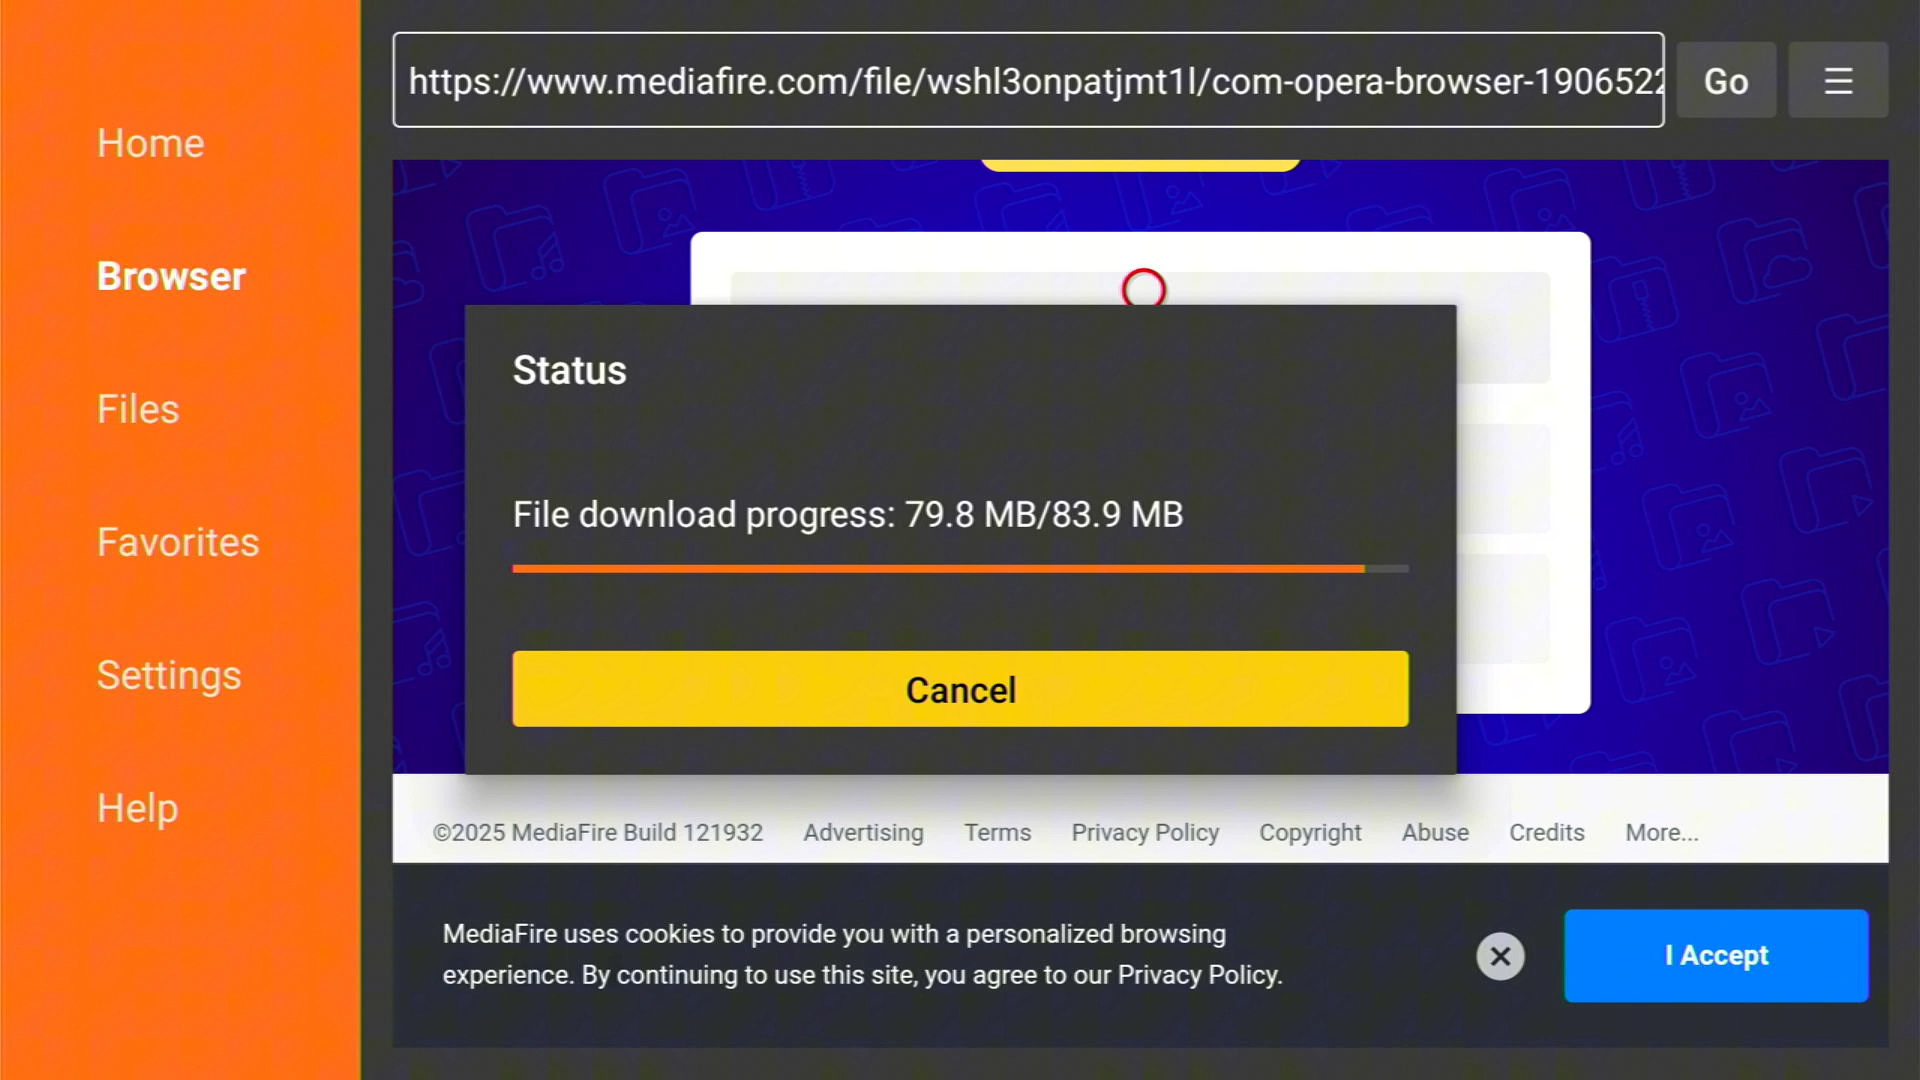 Home
Browser
Files
Favorites
Settings
Help
https://www.mediafire.com/file/wshl3onpatjmt1l/com-opera-browser-1906522
Go
Status
File download progress: 79.8 MB/83.9 MB
Cancel
©2025 MediaFire Build 121932 Advertising Terms Privacy Policy Copyright Abuse Credits More...
MediaFire uses cookies to provide you with a personalized browsing
experience. By continuing to use this site, you agree to our Privacy Policy.
I Accept